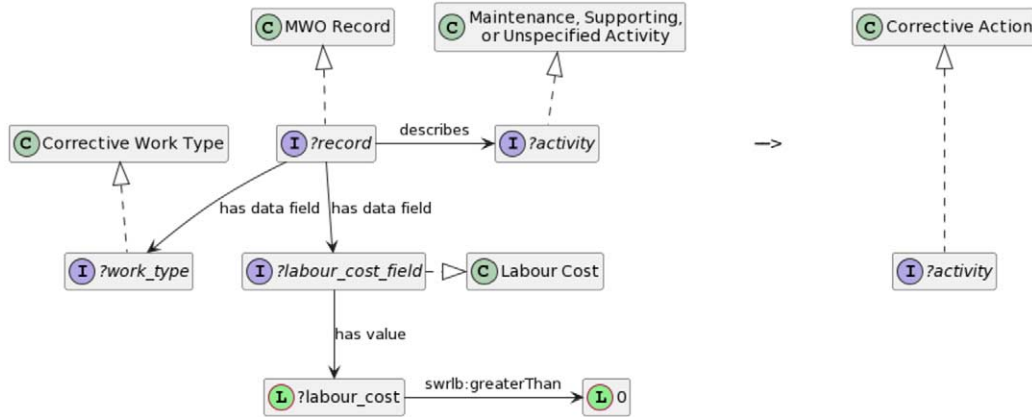 C MWO Record
C Maintenance, Supporting,
or Unspecified Activity
C Corrective Action
C Corrective Work Type
I ?record
describes
I ?activity
—>
has data field
has data field
I ?work_type
I ?labour_cost_field
C Labour Cost
I ?activity
has value
L ?labour_cost
swrlb:greaterThan
L 0